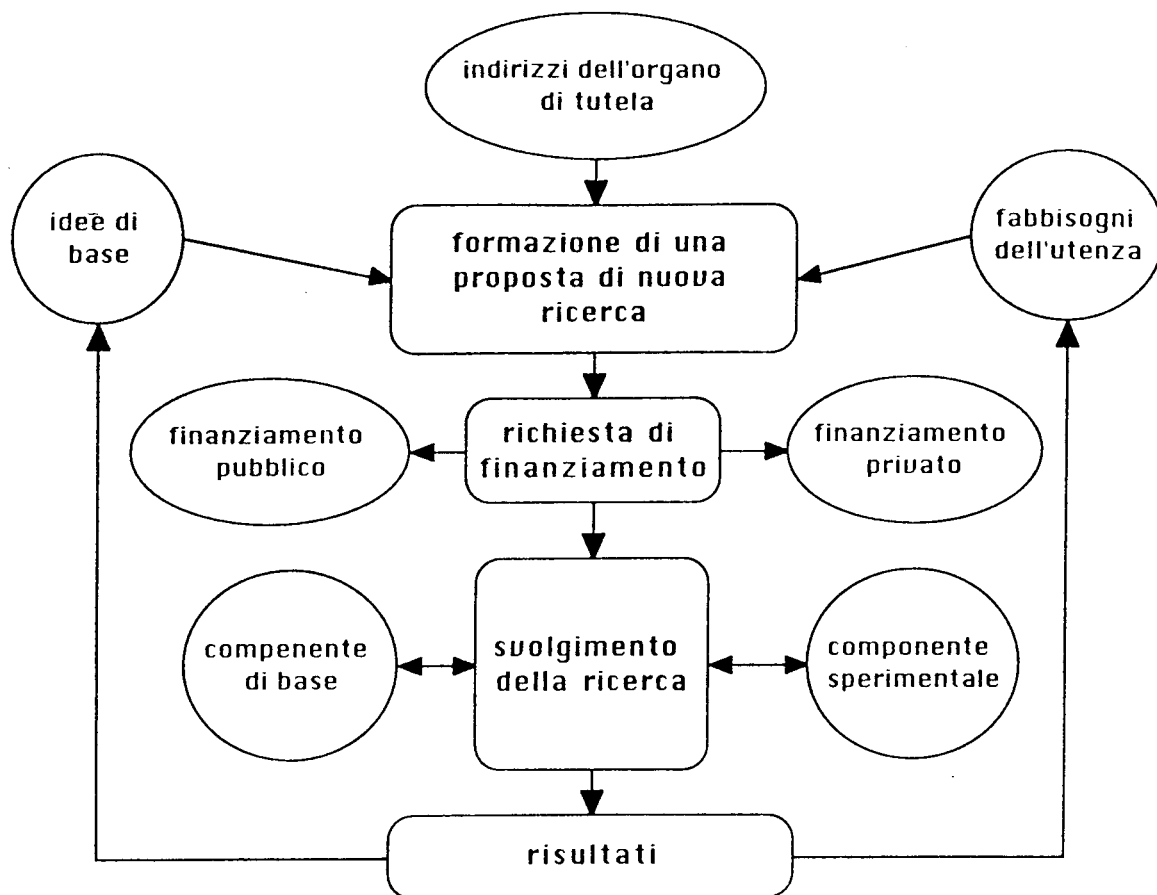 indirizzi dell'organo
di tutela
idee di
base
formazione di una
proposta di nuova
ricerca
fabbisogni
dell'utenza
finanziamento
pubblico
richiesta di
finanziamento
finanziamento
privato
compenente
di base
svolgimento
della ricerca
componente
sperimentale
risultati